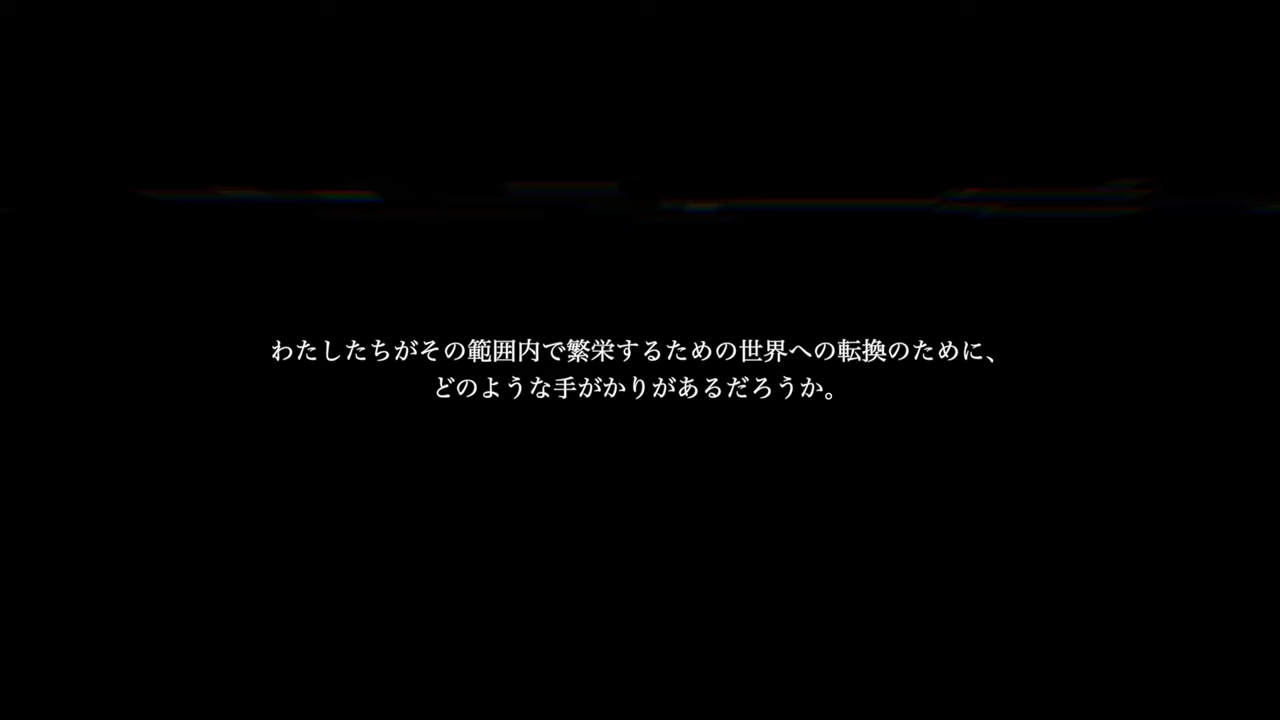 わたしたちがその範囲内で繁栄するための世界への転換のために、
どのような手がかりがあるだろうか。